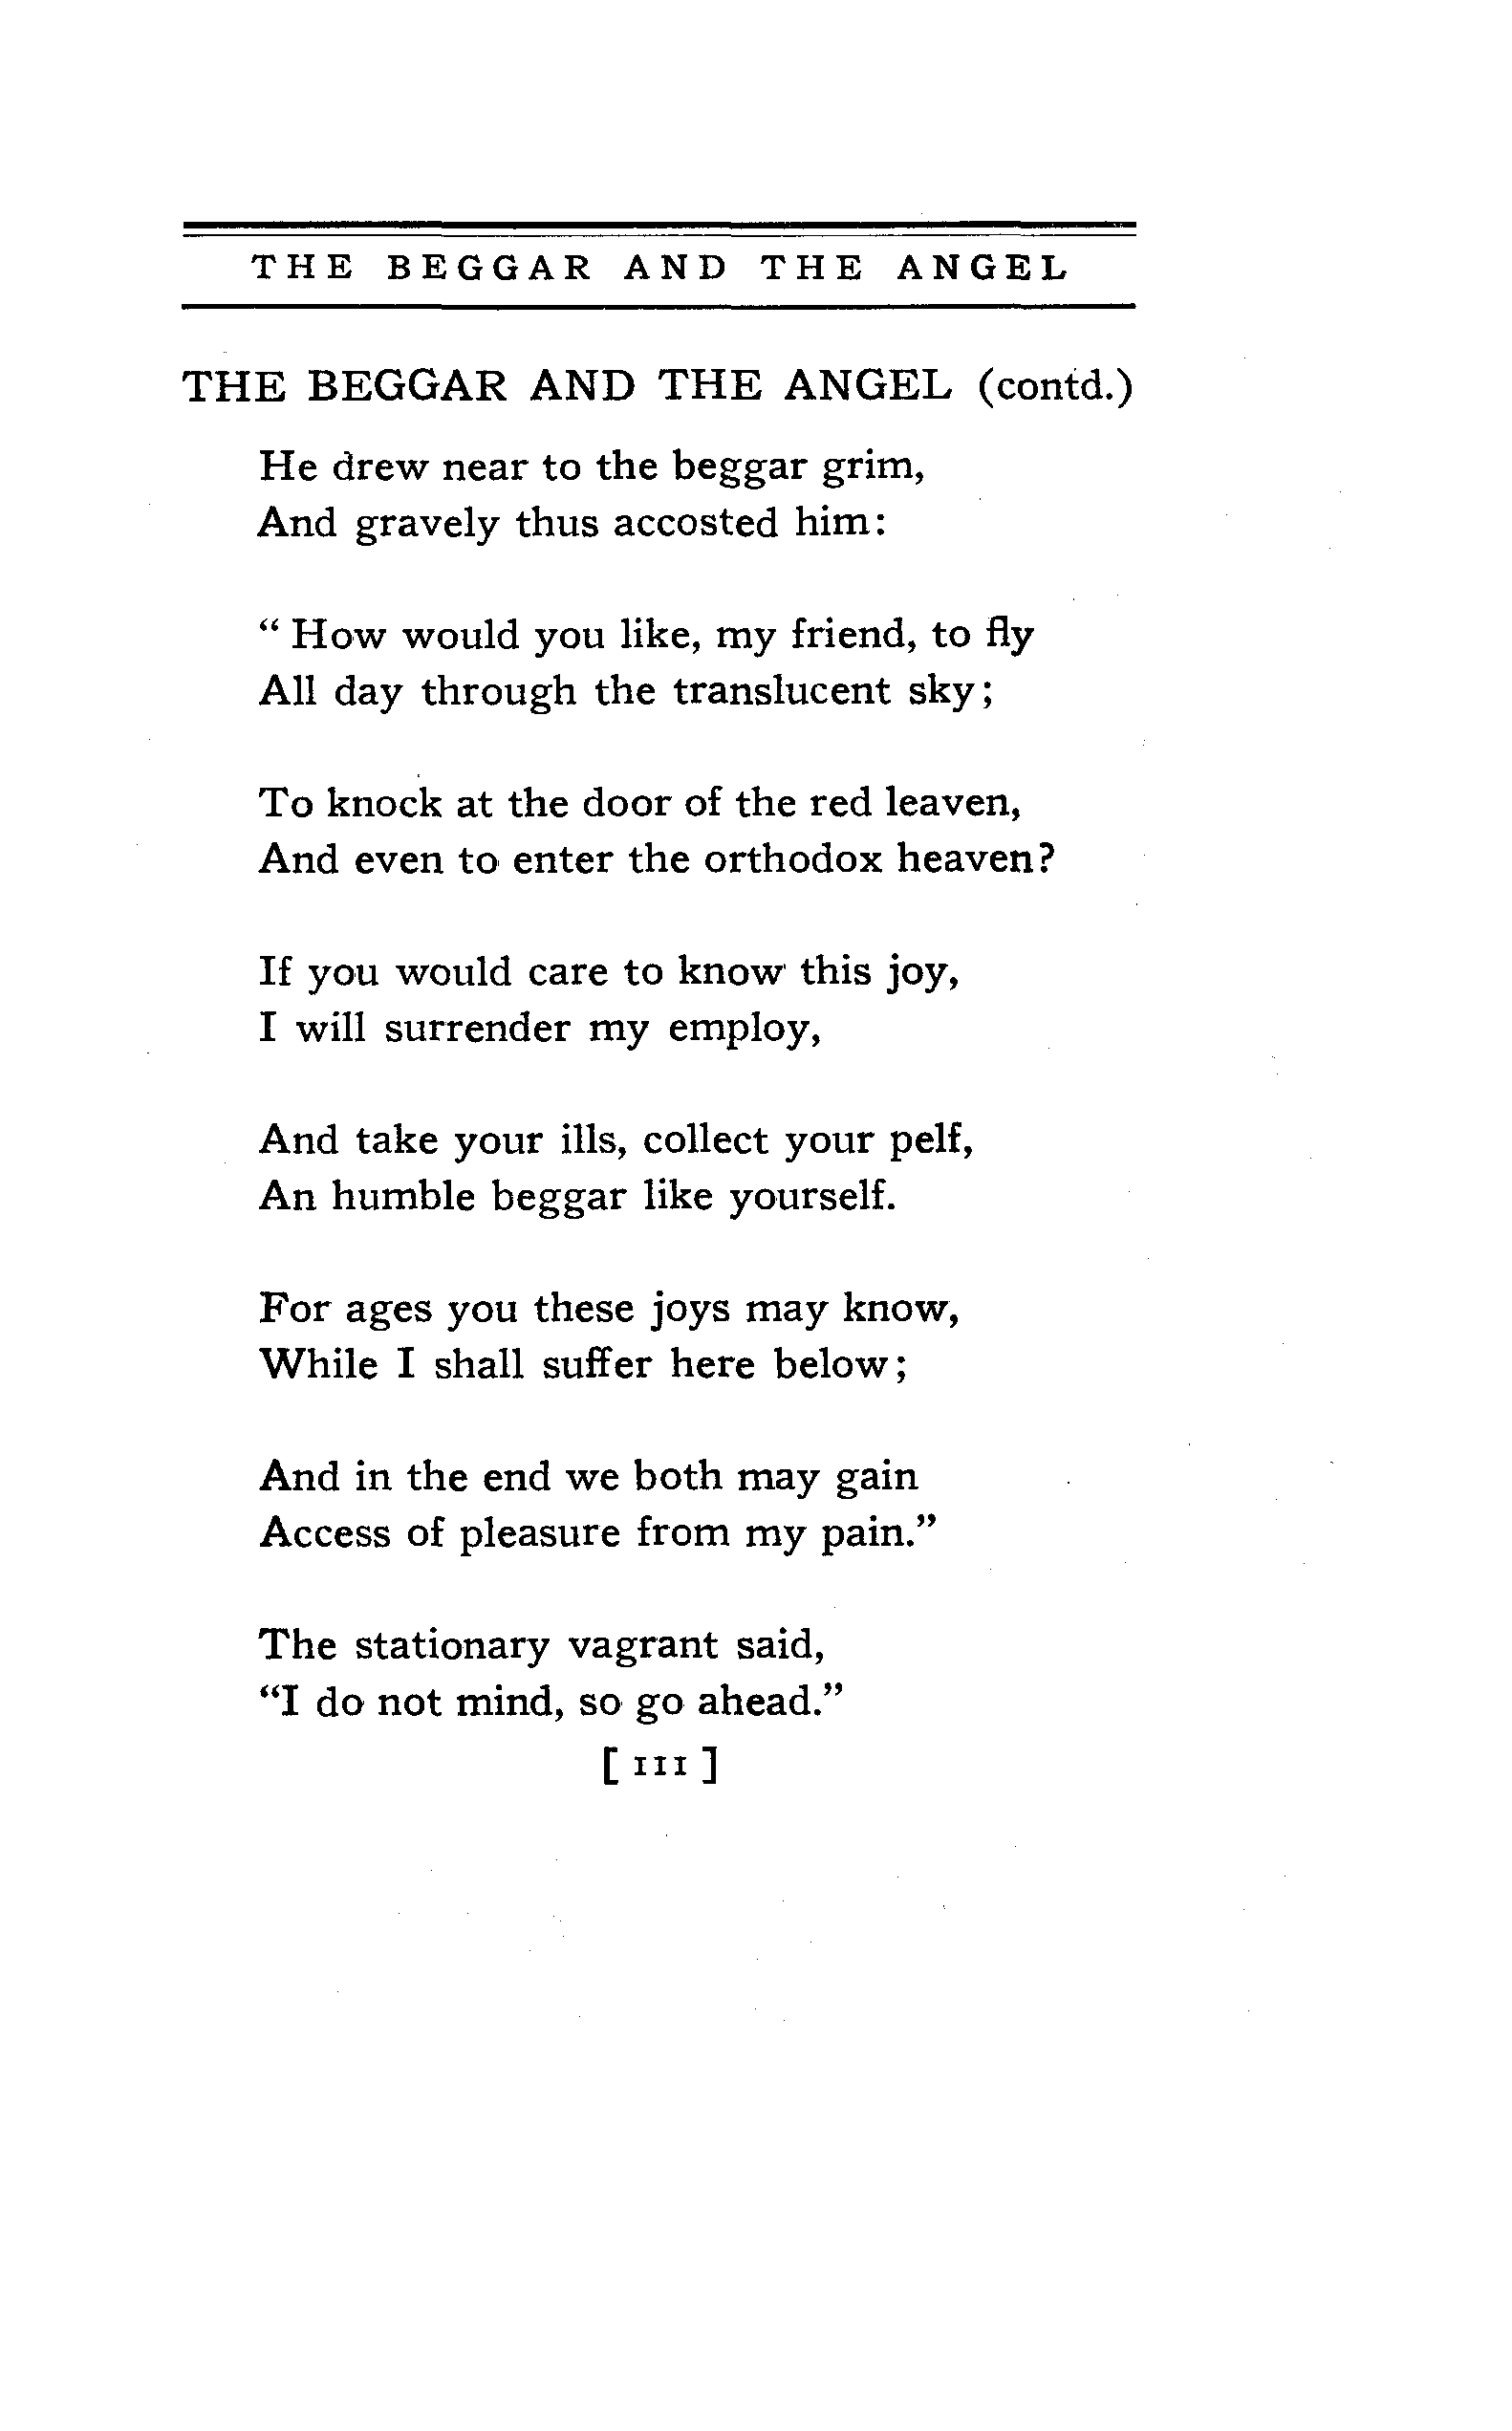 THE BEGGAR AND THE ANGEL
THE BEGGAR AND THE ANGEL (contd.)
He drew near to the beggar grim,
And gravely thus accosted him:
“ How would you like, my friend, to fly
All day through the translucent sky;
To knock at the door of the red leaven,
And even to enter the orthodox heaven?
If you would care to know this joy,
I will surrender my employ,
And take your ills, collect your pelf,
An humble beggar like yourself.
For ages you these joys may know,
While I shall suffer here below;
And in the end we both may gain
Access of pleasure from my pain.”
The stationary vagrant said,
“I do not mind, so go ahead.”
[ 111 ]